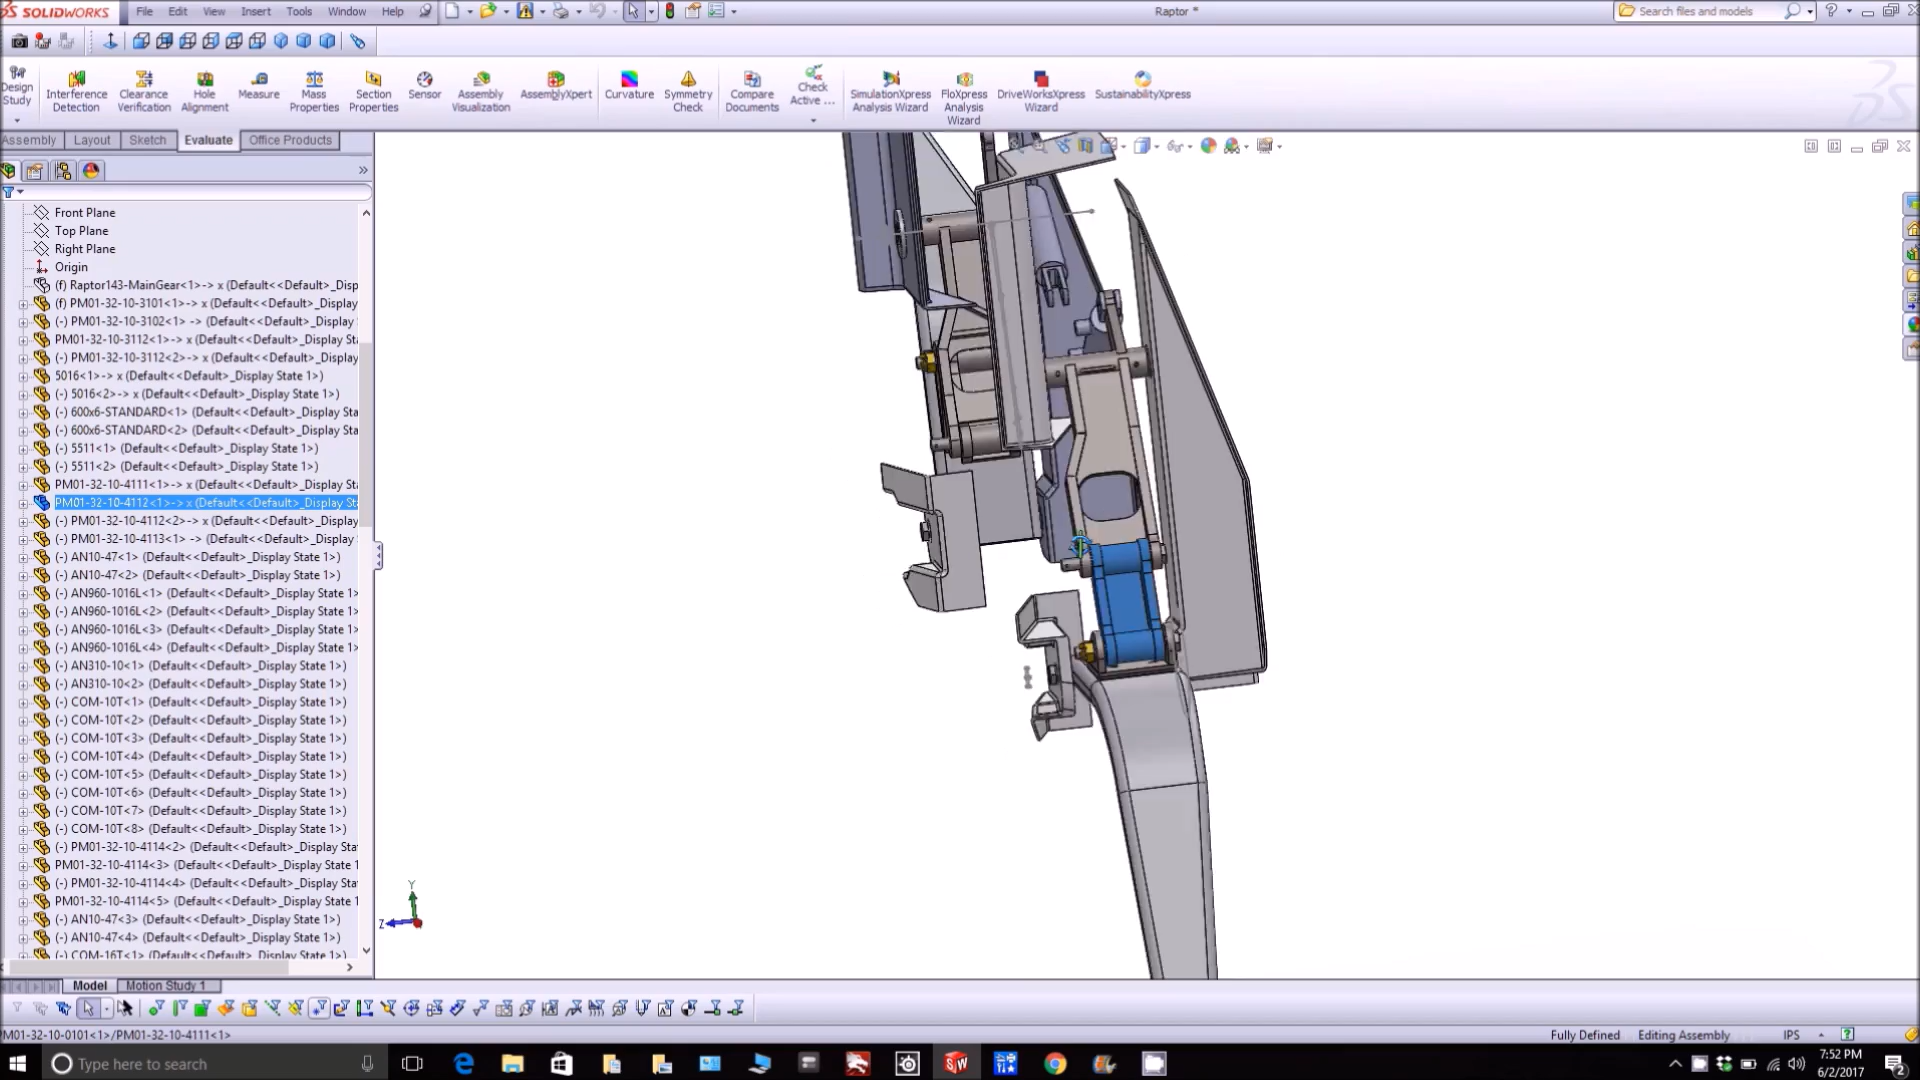 SOLIDWORKS File Edit View Insert Tools Window Help Raptor * Search files and models
Design Study
Interference Detection
Clearance Verification
Hole Alignment
Measure
Mass Properties
Section Properties
Sensor
Assembly Visualization
AssemblyXpert
Curvature
Symmetry Check
Compare Documents
Check Active ...
SimulationXpress Analysis Wizard
FloXpress Analysis Wizard
DriveWorksXpress Wizard
SustainabilityXpress
Assembly Layout Sketch Evaluate Office Products
Front Plane
Top Plane
Right Plane
Origin
(f) Raptor143-MainGear<1>-> x (Default<<Default>_Disp
(f) PM01-32-10-3101<1>-> x (Default<<Default>_Display
(-) PM01-32-10-3102<1> -> (Default<<Default>_Display
PM01-32-10-3112<1>-> x (Default<<Default>_Display Sta
(-) PM01-32-10-3112<2>-> x (Default<<Default>_Display
5016<1>-> x (Default<<Default>_Display State 1>)
(-) 5016<2>-> x (Default<<Default>_Display State 1>)
(-) 600x6-STANDARD<1> (Default<<Default>_Display Sta
(-) 600x6-STANDARD<2> (Default<<Default>_Display Sta
(-) 5511<1> (Default<<Default>_Display State 1>)
(-) 5511<2> (Default<<Default>_Display State 1>)
PM01-32-10-4111<1>-> x (Default<<Default>_Display Sta
PM01-32-10-4112<1>-> x (Default<<Default>_Display Sta
(-) PM01-32-10-4112<2>-> x (Default<<Default>_Display
(-) PM01-32-10-4113<1> -> (Default<<Default>_Display
(-) AN10-47<1> (Default<<Default>_Display State 1>)
(-) AN10-47<2> (Default<<Default>_Display State 1>)
(-) AN960-1016L<1> (Default<<Default>_Display State 1>
(-) AN960-1016L<2> (Default<<Default>_Display State 1>
(-) AN960-1016L<3> (Default<<Default>_Display State 1>
(-) AN960-1016L<4> (Default<<Default>_Display State 1>
(-) AN310-10<1> (Default<<Default>_Display State 1>)
(-) AN310-10<2> (Default<<Default>_Display State 1>)
(-) COM-10T<1> (Default<<Default>_Display State 1>)
(-) COM-10T<2> (Default<<Default>_Display State 1>)
(-) COM-10T<3> (Default<<Default>_Display State 1>)
(-) COM-10T<4> (Default<<Default>_Display State 1>)
(-) COM-10T<5> (Default<<Default>_Display State 1>)
(-) COM-10T<6> (Default<<Default>_Display State 1>)
(-) COM-10T<7> (Default<<Default>_Display State 1>)
(-) COM-10T<8> (Default<<Default>_Display State 1>)
(-) PM01-32-10-4114<2> (Default<<Default>_Display Sta
PM01-32-10-4114<3> (Default<<Default>_Display State 1
(-) PM01-32-10-4114<4> (Default<<Default>_Display Sta
PM01-32-10-4114<5> (Default<<Default>_Display State 1
(-) AN10-47<3> (Default<<Default>_Display State 1>)
(-) AN10-47<4> (Default<<Default>_Display State 1>)
(-) COM-16T<1> (Default<<Default>_Display State 1>)
Y
Z
Model Motion Study 1
PM01-32-10-0101<1>/PM01-32-10-4111<1> Fully Defined Editing Assembly IPS
Type here to search
SW
7:52 PM
6/2/2017
2